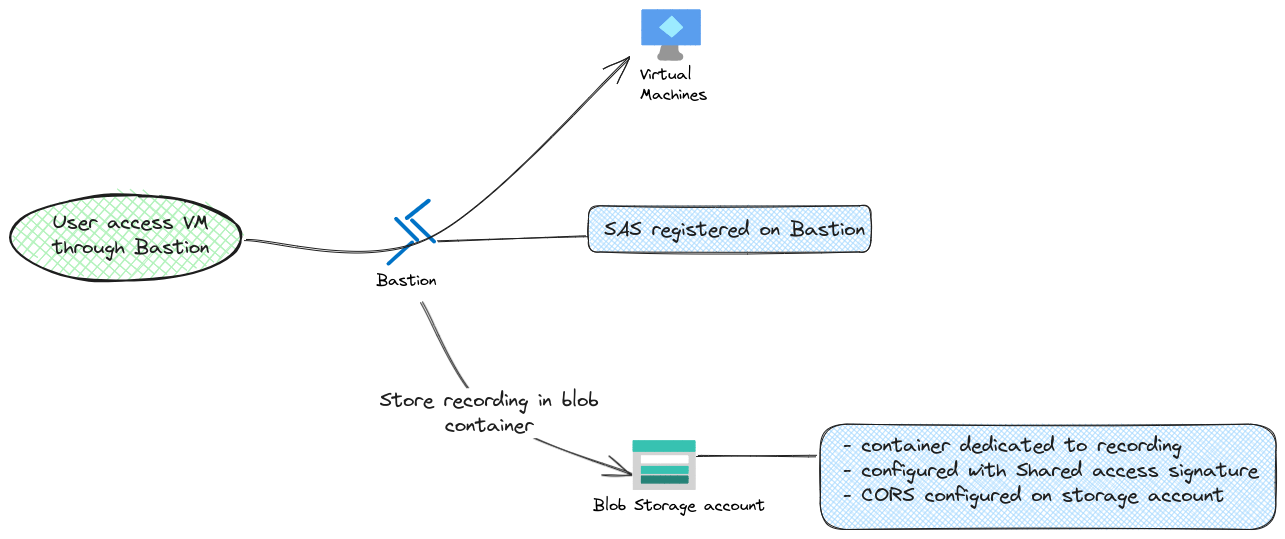 Virtual
Machines
User access VM
through Bastion
SAS registered on Bastion
Bastion
Store recording in blob
container
- container dedicated to recording
- configured with Shared access signature
- CORS configured on storage account
Blob Storage account